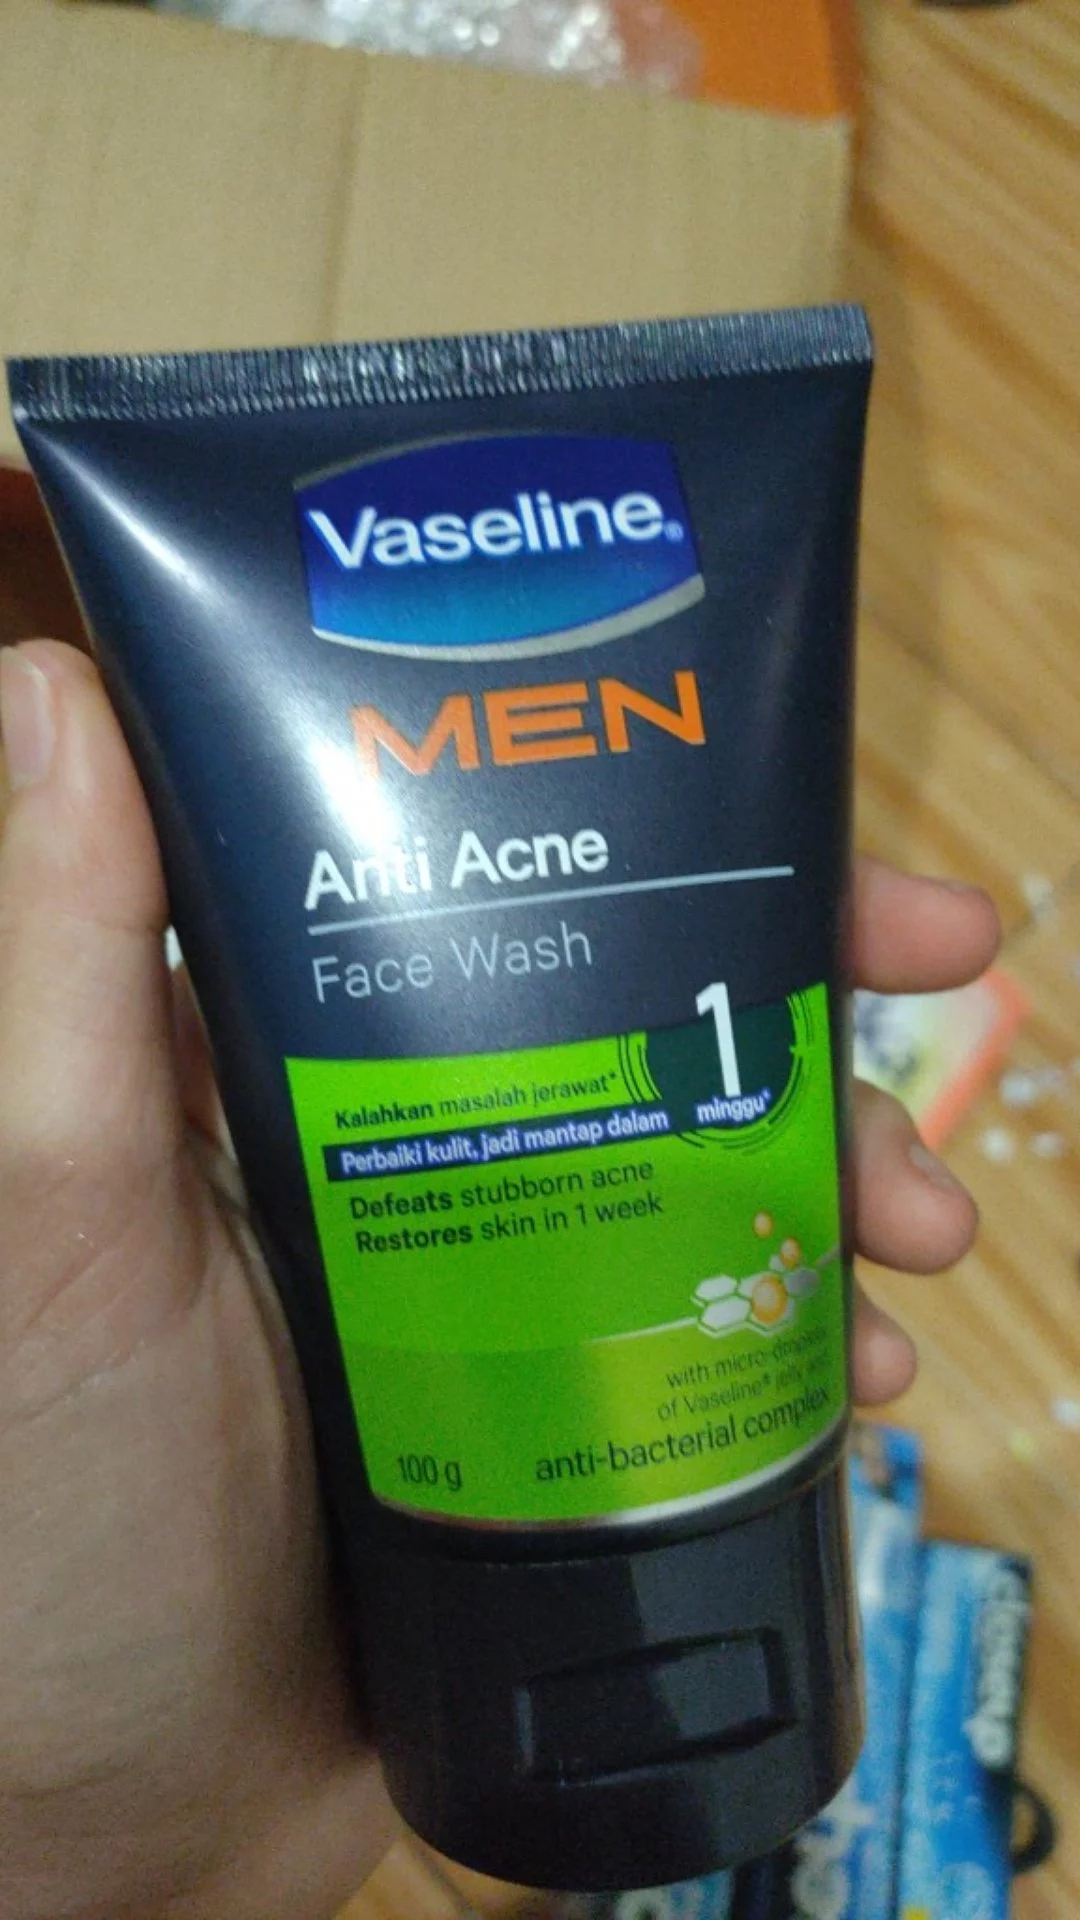 Vaseline®
MEN
Anti Acne
Face Wash
1
minggu*
Kalahkan masalah jerawat*
Perbaiki kulit, jadi mantap dalam
Defeats stubborn acne
Restores skin in 1 week
with micro-droplets
of Vaseline® jelly and
anti-bacterial complex
100 g
closeup